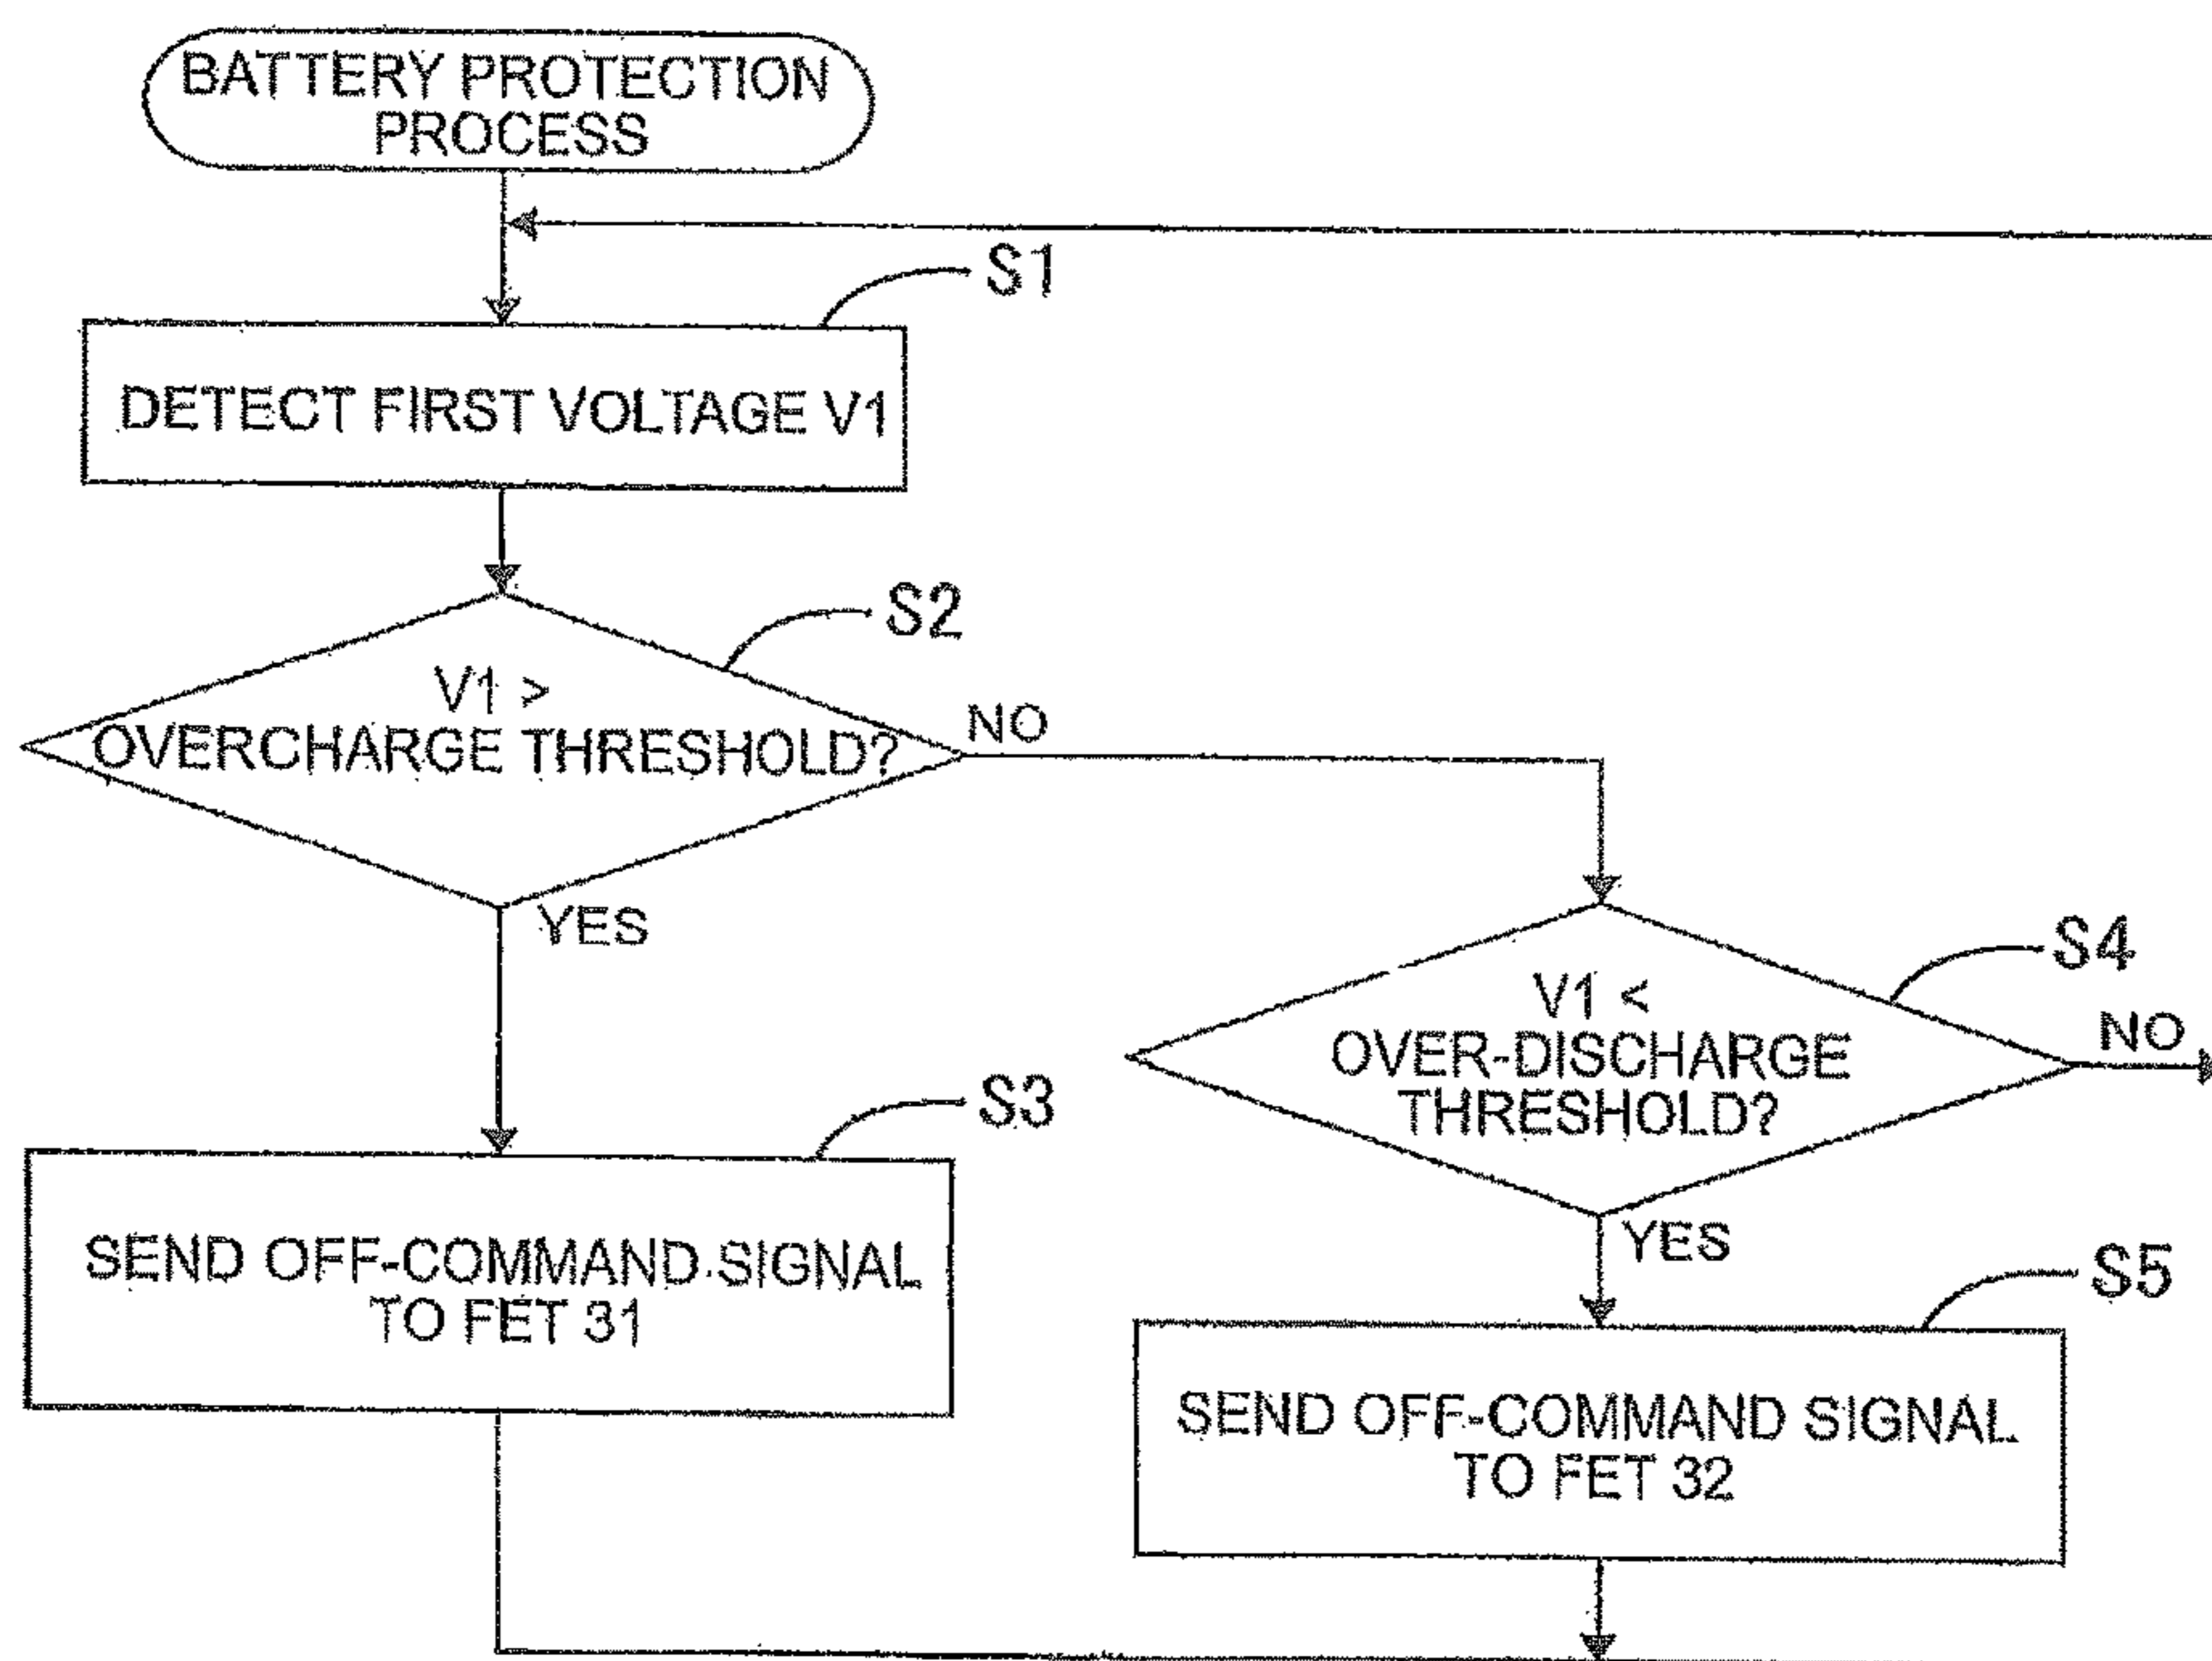 BATTERY PROTECTION
PROCESS
S1
DETECT FIRST VOLTAGE V1
S2
V1 >
OVERCHARGE THRESHOLD?
NO
YES
S4
V1 <
OVER-DISCHARGE
THRESHOLD?
NO
YES
S3
SEND OFF-COMMAND SIGNAL
TO FET 31
S5
SEND OFF-COMMAND SIGNAL
TO FET 32